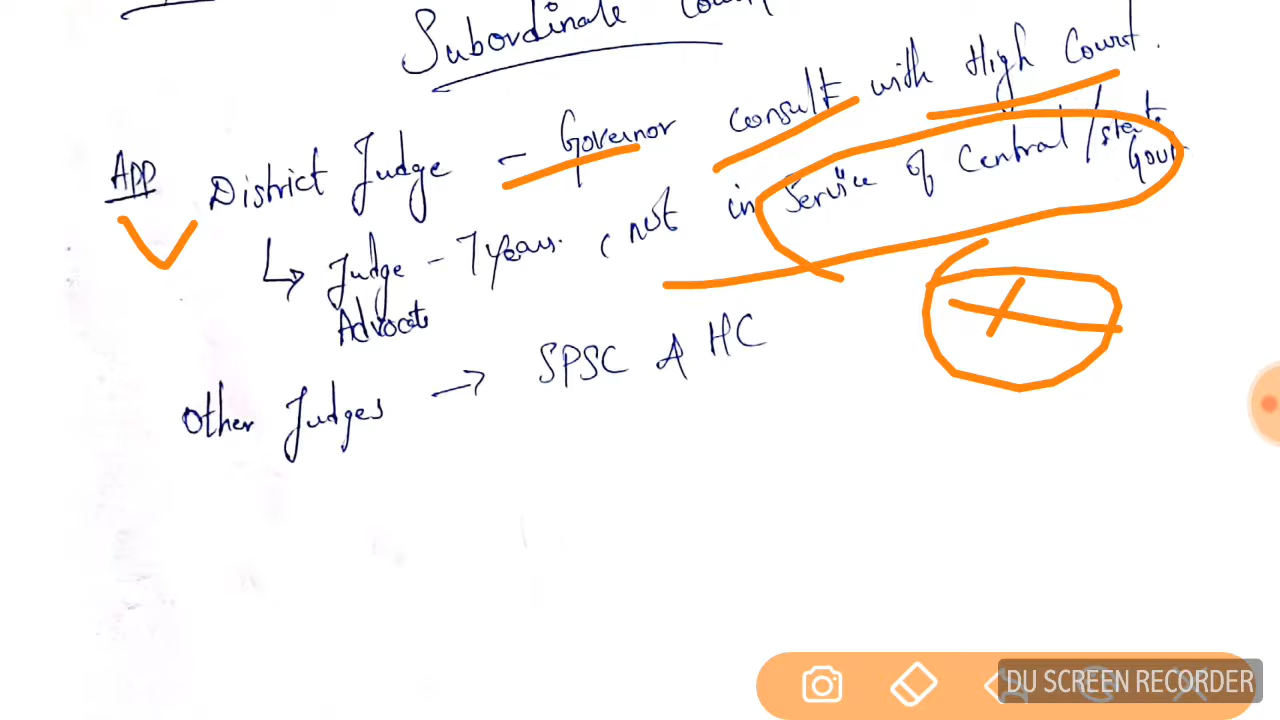 Subordinate
App District Judge - Governor consult with High Court.
↳ Judge - 7 years. (not in service of Central/state Govt
Advocate
Other Judges → SPSC & HC
DU SCREEN RECORDER